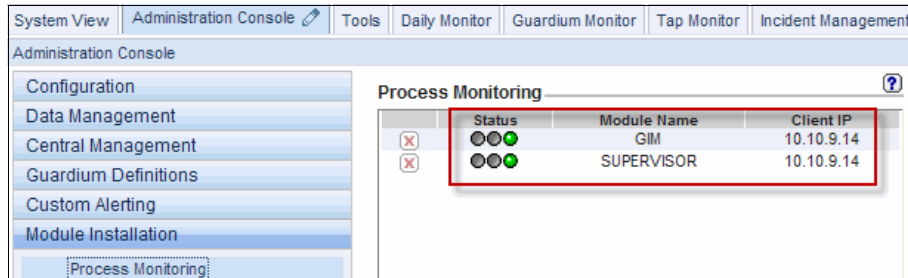 System View Administration Console Tools Daily Monitor Guardium Monitor Tap Monitor Incident Management
Administration Console
Configuration
Data Management
Central Management
Guardium Definitions
Custom Alerting
Module Installation
Process Monitoring
Process Monitoring ?
Status Module Name Client IP
GIM 10.10.9.14
SUPERVISOR 10.10.9.14